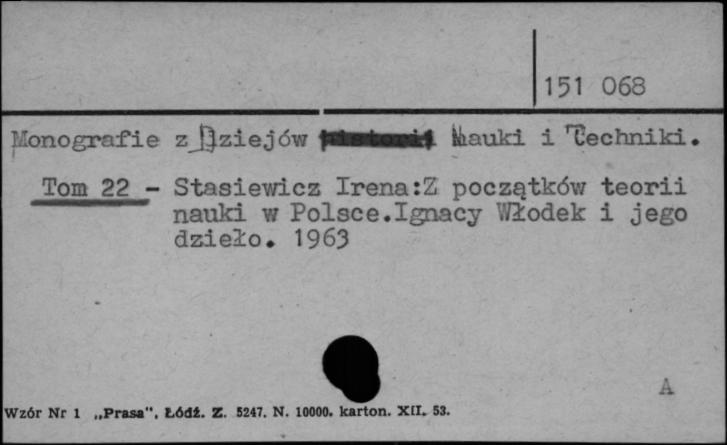 151 068
Monografie z Dziejów historii Nauki i Techniki.
Tom 22 - Stasiewicz Irena:Z początków teorii
nauki w Polsce.Ignacy Włodek i jego
dzieło. 1963
A
Wzór Nr 1 „Prasa". Łódź. Z. 5247. N. 10000. karton. XII. 53.